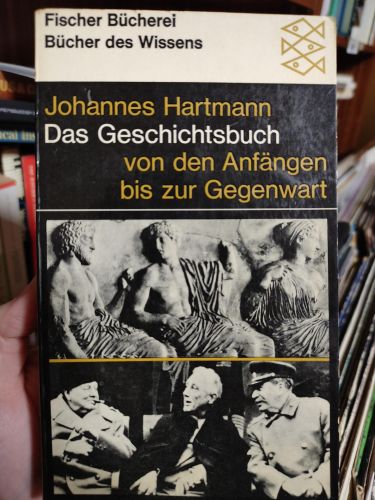 Fischer Bücherei
Bücher des Wissens
Johannes Hartmann
Das Geschichtsbuch
von den Anfängen
bis zur Gegenwart